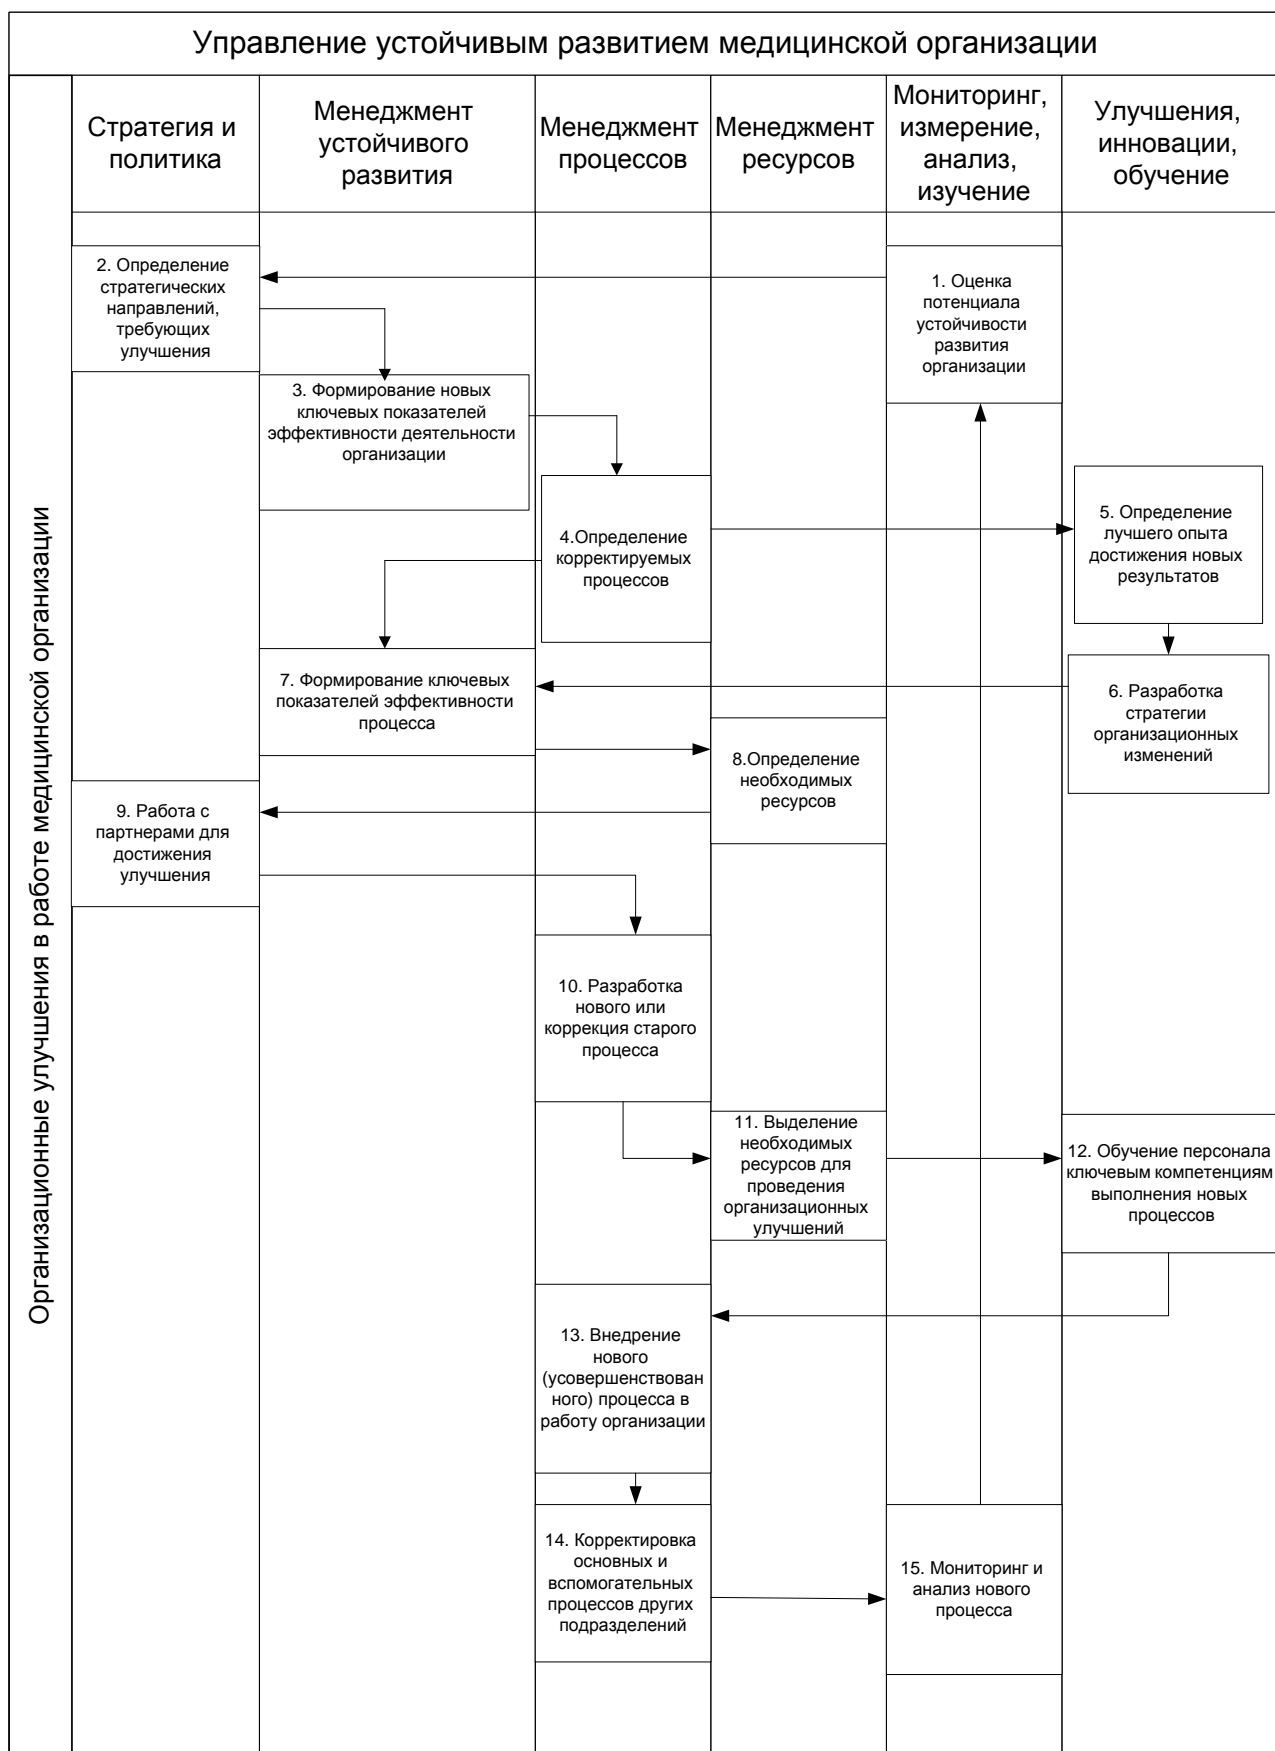 Управление устойчивым развитием медицинской организации
Организационные улучшения в работе медицинской организации
Стратегия и
политика
Менеджмент
устойчивого
развития
Менеджмент
процессов
Менеджмент
ресурсов
Мониторинг,
измерение,
анализ,
изучение
Улучшения,
инновации,
обучение
1. Оценка
потенциала
устойчивости
развития
организации
2. Определение
стратегических
направлений,
требующих
улучшения
3. Формирование новых
ключевых показателей
эффективности деятельности
организации
4.Определение
корректируемых
процессов
5. Определение
лучшего опыта
достижения новых
результатов
6. Разработка
стратегии
организационных
изменений
7. Формирование ключевых
показателей эффективности
процесса
8.Определение
необходимых
ресурсов
9. Работа с
партнерами для
достижения
улучшения
10. Разработка
нового или
коррекция старого
процесса
11. Выделение
необходимых
ресурсов для
проведения
организационных
улучшений
12. Обучение персонала
ключевым компетенциям
выполнения новых
процессов
13. Внедрение
нового
(усовершенствован
ного) процесса в
работу организации
14. Корректировка
основных и
вспомогательных
процессов других
подразделений
15. Мониторинг и
анализ нового
процесса